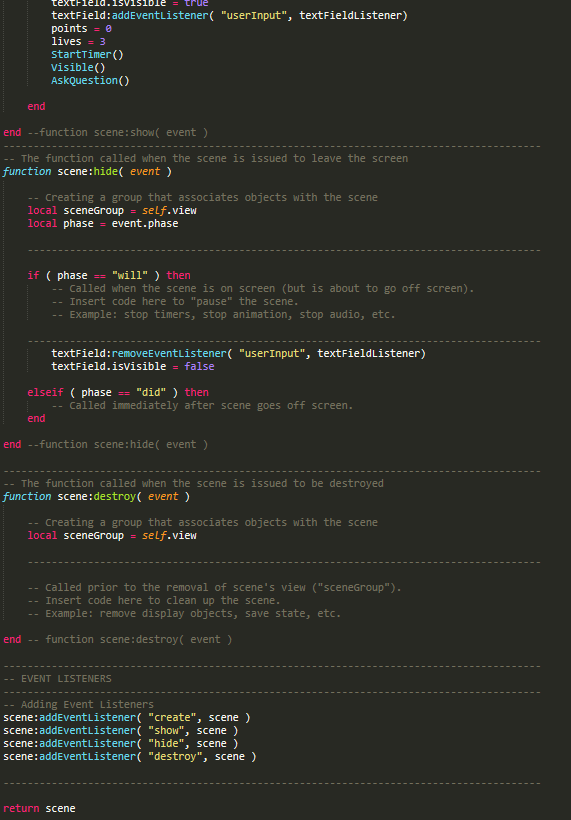 textField.isVisible = true
textField:addEventListener( "userInput", textFieldListener)
points = 0
lives = 3
StartTimer()
Visible()
AskQuestion()
end
end --function scene:show( event )
-----------------------------------------------------------------------------------------
-- The function called when the scene is issued to leave the screen
function scene:hide( event )
-- Creating a group that associates objects with the scene
local sceneGroup = self.view
local phase = event.phase
-----------------------------------------------------------------------------------------
if ( phase == "will" ) then
-- Called when the scene is on screen (but is about to go off screen).
-- Insert code here to "pause" the scene.
-- Example: stop timers, stop animation, stop audio, etc.
-----------------------------------------------------------------------------------------
textField:removeEventListener( "userInput", textFieldListener)
textField.isVisible = false
elseif ( phase == "did" ) then
-- Called immediately after scene goes off screen.
end
end --function scene:hide( event )
-----------------------------------------------------------------------------------------
-- The function called when the scene is issued to be destroyed
function scene:destroy( event )
-- Creating a group that associates objects with the scene
local sceneGroup = self.view
-----------------------------------------------------------------------------------------
-- Called prior to the removal of scene's view ("sceneGroup").
-- Insert code here to clean up the scene.
-- Example: remove display objects, save state, etc.
end -- function scene:destroy( event )
-----------------------------------------------------------------------------------------
-- EVENT LISTENERS
-----------------------------------------------------------------------------------------
-- Adding Event Listeners
scene:addEventListener( "create", scene )
scene:addEventListener( "show", scene )
scene:addEventListener( "hide", scene )
scene:addEventListener( "destroy", scene )
-----------------------------------------------------------------------------------------
return scene